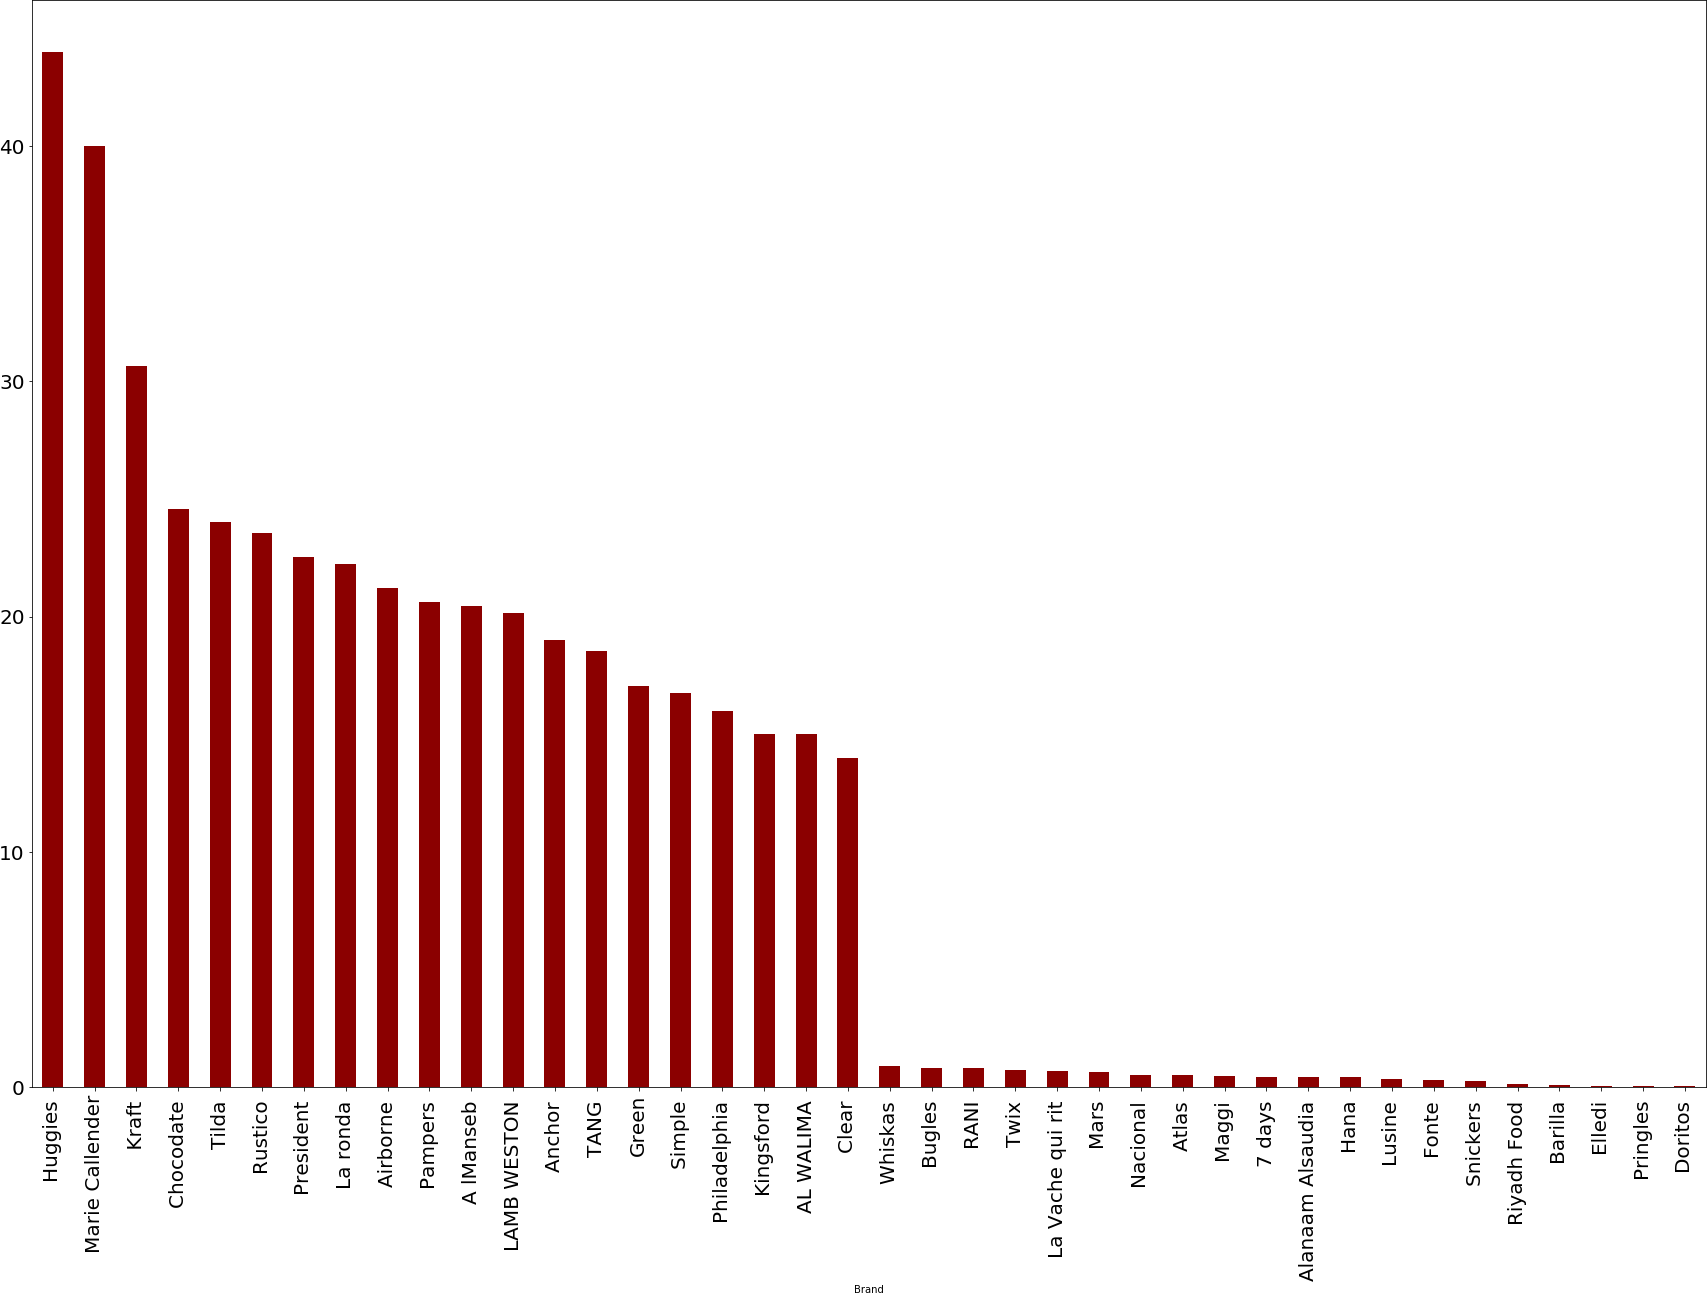 40
30
20
10
0
Huggies
Marie Callender
Kraft
Chocodate
Tilda
Rustico
President
La ronda
Airborne
Pampers
A lManseb
LAMB WESTON
Anchor
TANG
Green
Simple
Philadelphia
Kingsford
AL WALIMA
Clear
Whiskas
Bugles
RANI
Twix
La Vache qui rit
Mars
Nacional
Atlas
Maggi
7 days
Alanaam Alsaudia
Hana
Lusine
Fonte
Snickers
Riyadh Food
Barilla
Elledi
Pringles
Doritos
Brand